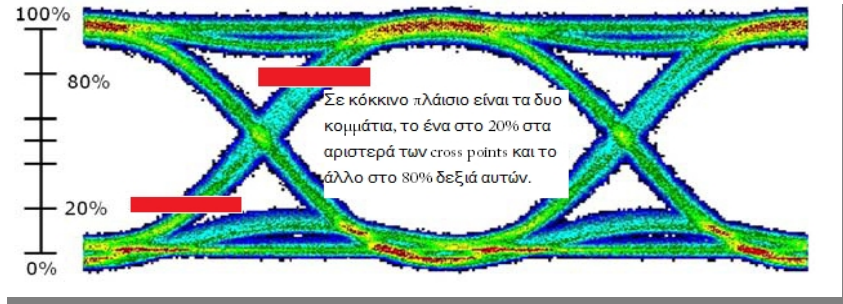 100%
80%
Σε κόκκινο πλάισιο είναι τα δυο
κομμάτια, το ένα στο 20% στα
αριστερά των cross points και το
άλλο στο 80% δεξιά αυτών.
20%
0%